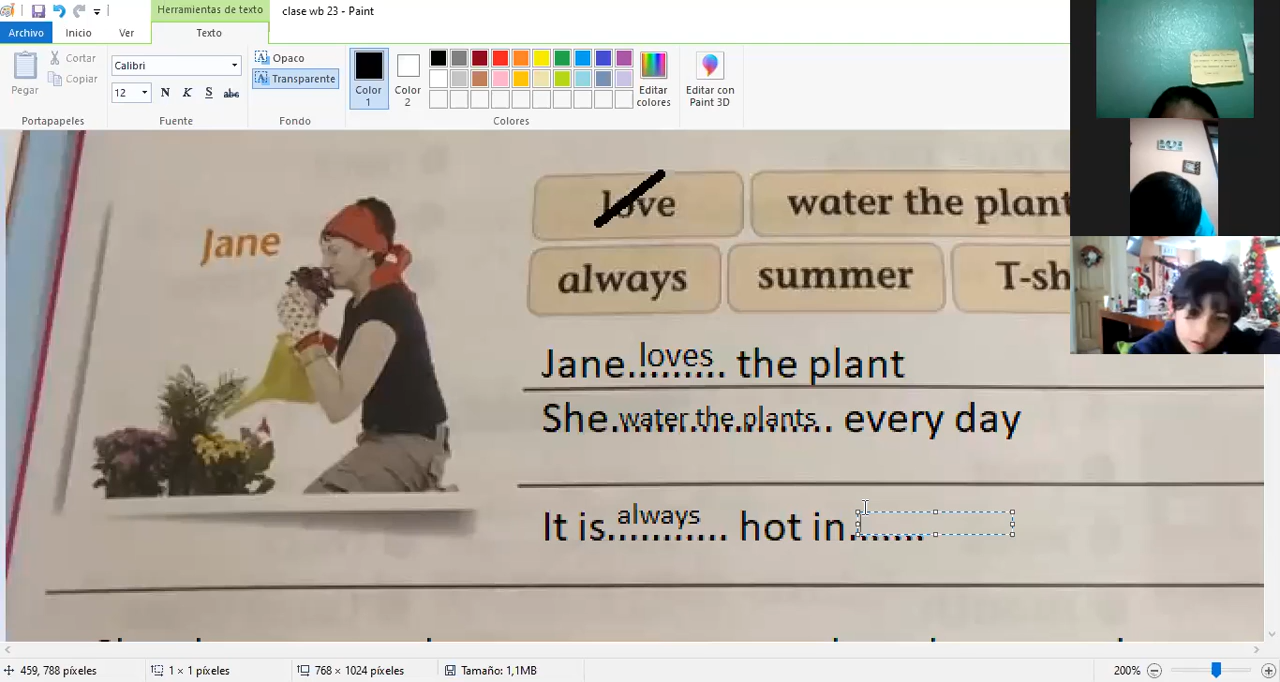 Herramientas de texto
clase wb 23 - Paint
Archivo Inicio Ver Texto
Pegar
Cortar
Copiar
Portapapeles
Calibri
12 N K S abc
Fuente
Opaco
Transparente
Fondo
Color 1
Color 2
Editar colores
Colores
Editar con Paint 3D
Jane
love water the plant
always summer T-sh
Jane.loves... the plant
She.water the plants.. every day
It is.always... hot in.......
459, 788 píxeles 1 × 1 píxeles 768 × 1024 píxeles Tamaño: 1,1MB 200%